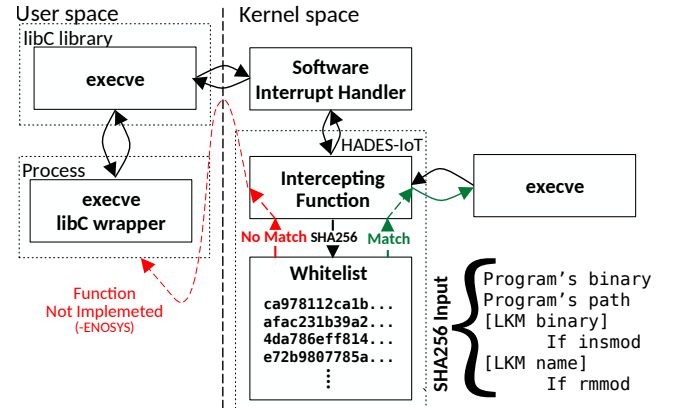 User space
Kernel space
libC library
execve
Software
Interrupt Handler
HADES-IoT
Process
execve
libC wrapper
Intercepting
Function
execve
No Match
SHA256
Match
Function
Not Implemeted
(-ENOSYS)
Whitelist
ca978112ca1b...
afac231b39a2...
4da786eff814...
e72b9807785a...
SHA256 Input
Program’s binary
Program’s path
[LKM binary]
If insmod
[LKM name]
If rmmod